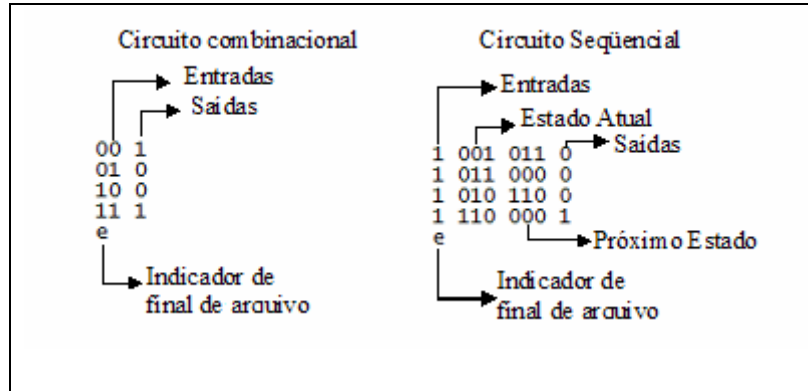 Circuito combinacional
Entradas
Saidas
00 1
01 0
10 0
11 1
e
Indicador de
final de arquivo
Circuito Seqüencial
Entradas
Estado Atual
Saídas
1 001 011 0
1 011 000 0
1 010 110 0
1 110 000 1
e
Próximo Estado
Indicador de
final de arquivo